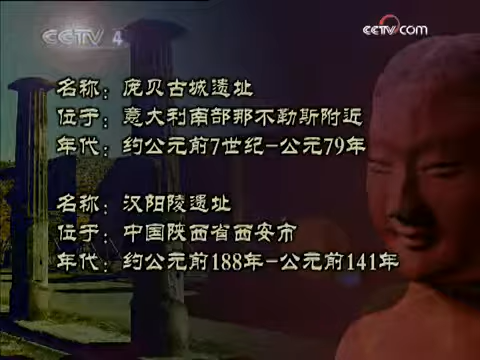 CCTV 4
CCTV.com
名称：庞贝古城遗址
位于：意大利南部那不勒斯附近
年代：约公元前7世纪-公元79年
名称：汉阳陵遗址
位于：中国陕西省西安市
年代：约公元前188年-公元前141年